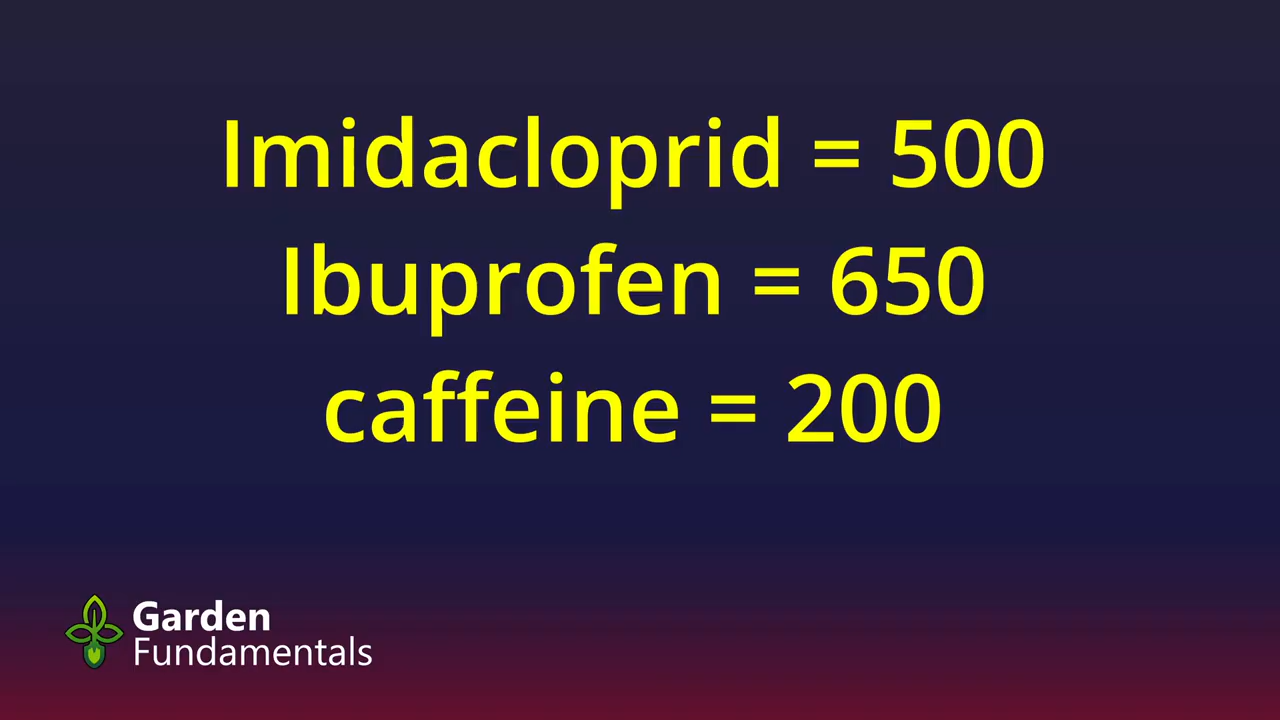 Imidacloprid = 500
Ibuprofen = 650
caffeine = 200
Garden
Fundamentals